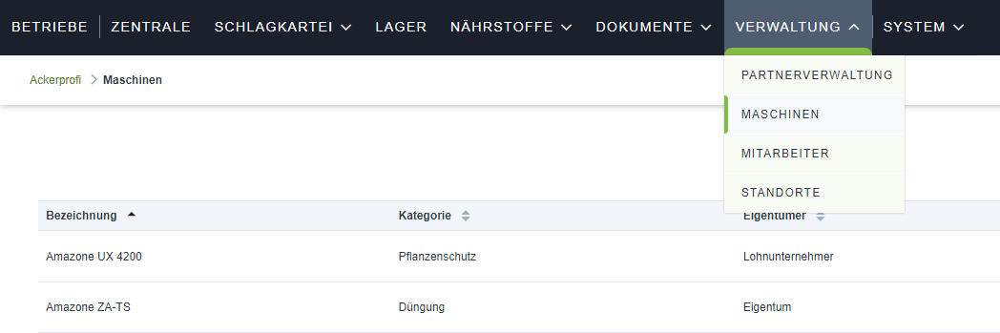 BETRIEBE ZENTRALE SCHLAGKARTEI LAGER NÄHRSTOFFE DOKUMENTE VERWALTUNG SYSTEM
Ackerprofi > Maschinen
PARTNERVERWALTUNG
MASCHINEN
MITARBEITER
STANDORTE
Bezeichnung Kategorie Eigentümer
Amazone UX 4200 Pflanzenschutz Lohnunternehmer
Amazone ZA-TS Düngung Eigentum